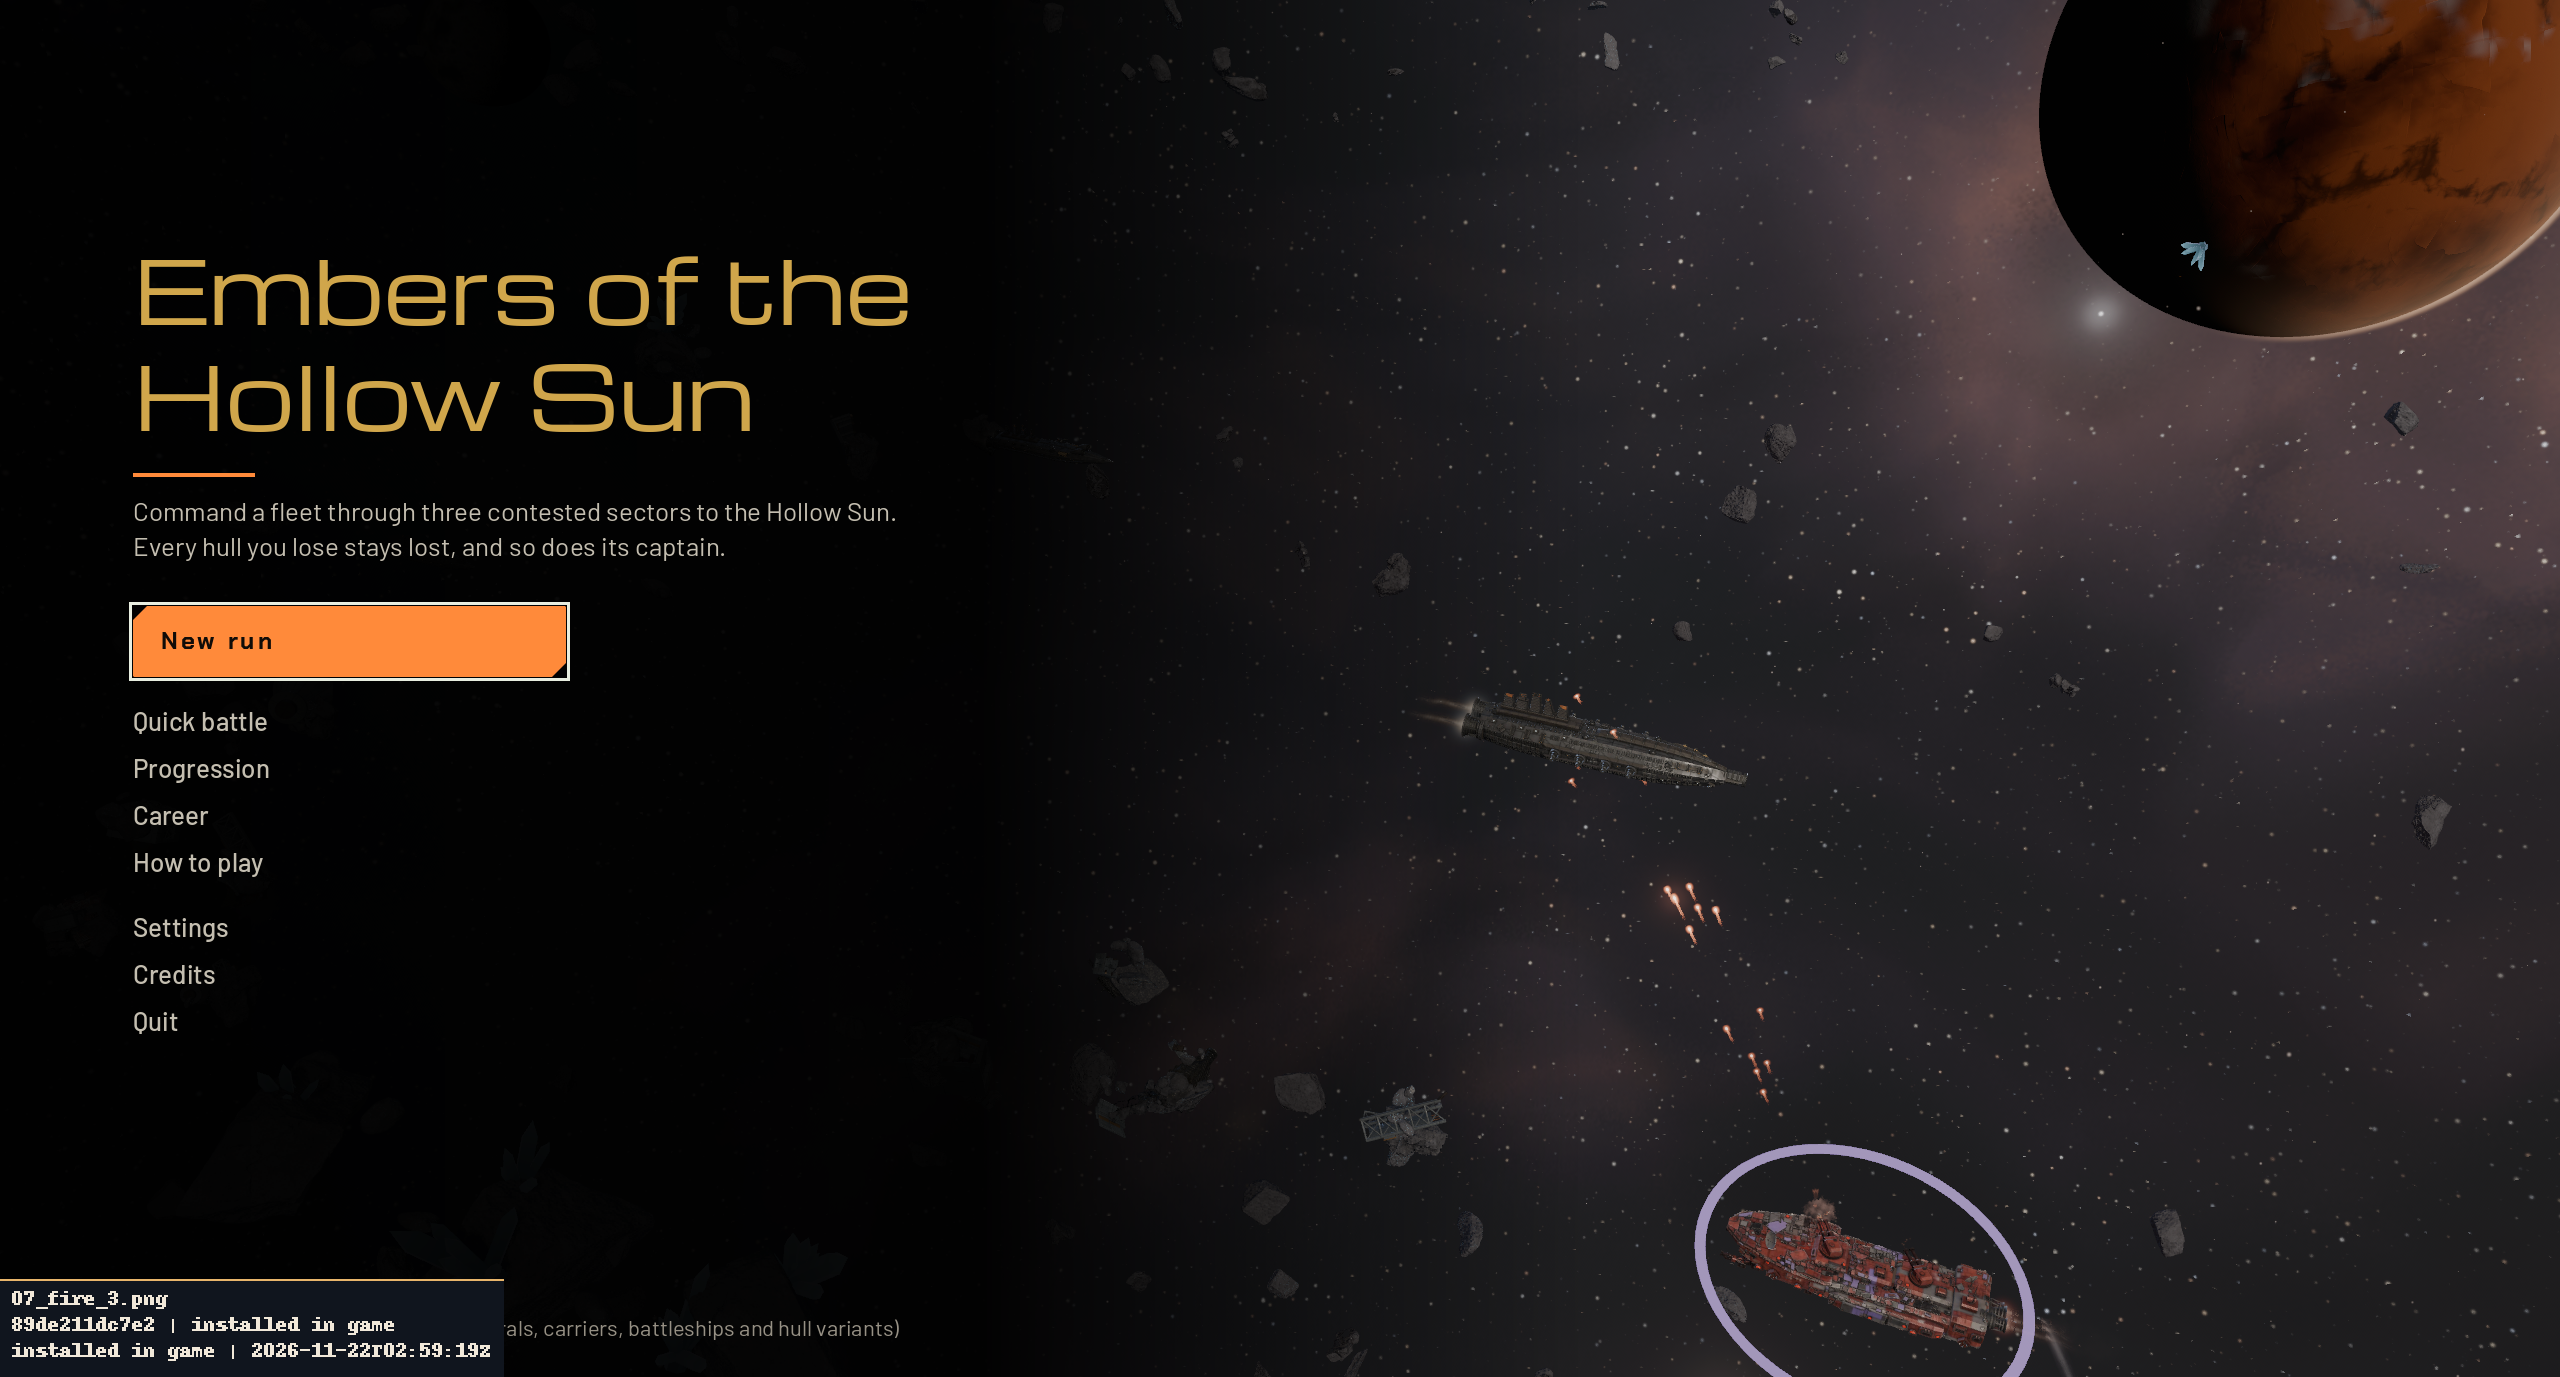 Embers of the
Hollow Sun
Command a fleet through three contested sectors to the Hollow Sun.
Every hull you lose stays lost, and so does its captain.
New run
Quick battle
Progression
Career
How to play
Settings
Credits
Quit
carriers, battleships and hull variants)
07_fire_3.png
89de211dc7e2 | installed in game
installed in game | 2026-11-22T02:59:19Z